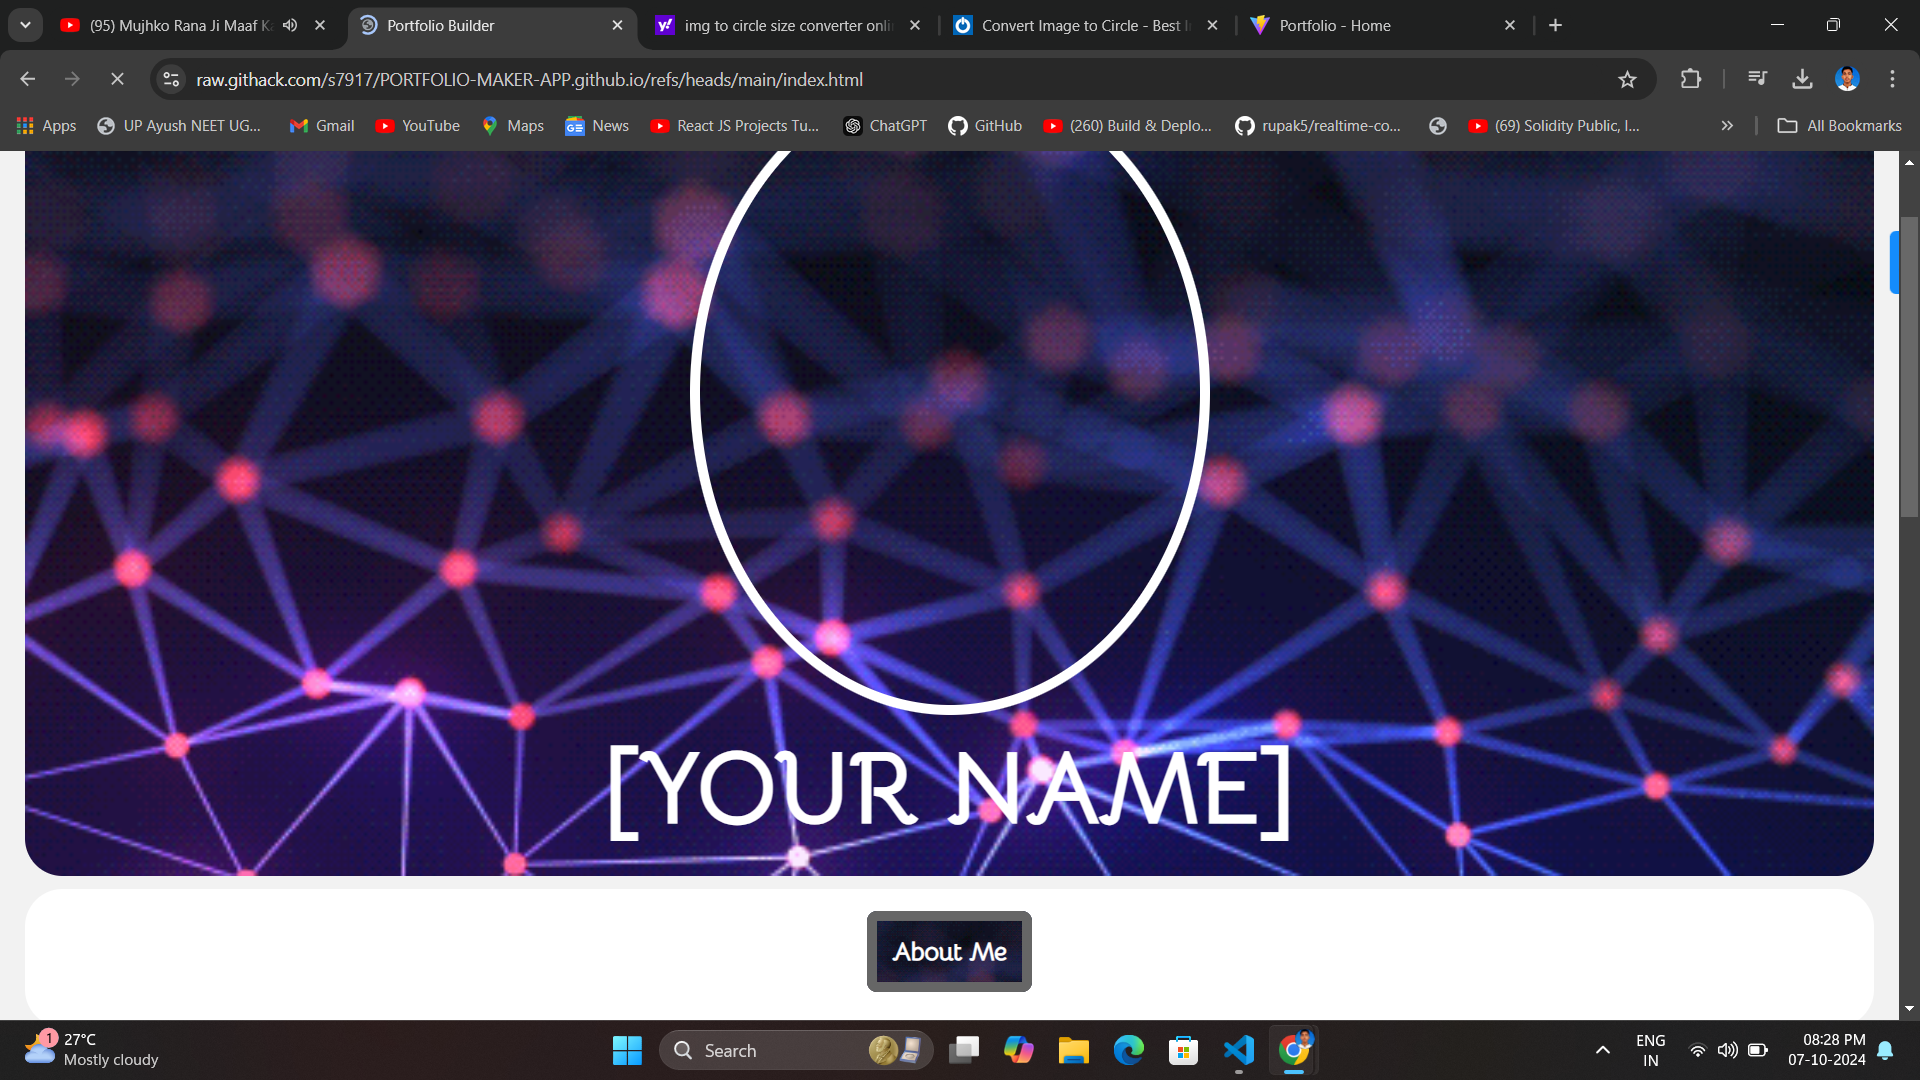 (95) Mujhko Rana Ji Maaf Ka
Portfolio Builder
img to circle size converter onli
Convert Image to Circle - Best I
Portfolio - Home
raw.githack.com/s7917/PORTFOLIO-MAKER-APP.github.io/refs/heads/main/index.html
Apps
UP Ayush NEET UG...
Gmail
YouTube
Maps
News
React JS Projects Tu...
ChatGPT
GitHub
(260) Build & Deplo...
rupak5/realtime-co...
(69) Solidity Public, I...
All Bookmarks
[YOUR NAME]
About Me
1
27°C
Mostly cloudy
Search
ENG
IN
08:28 PM
07-10-2024